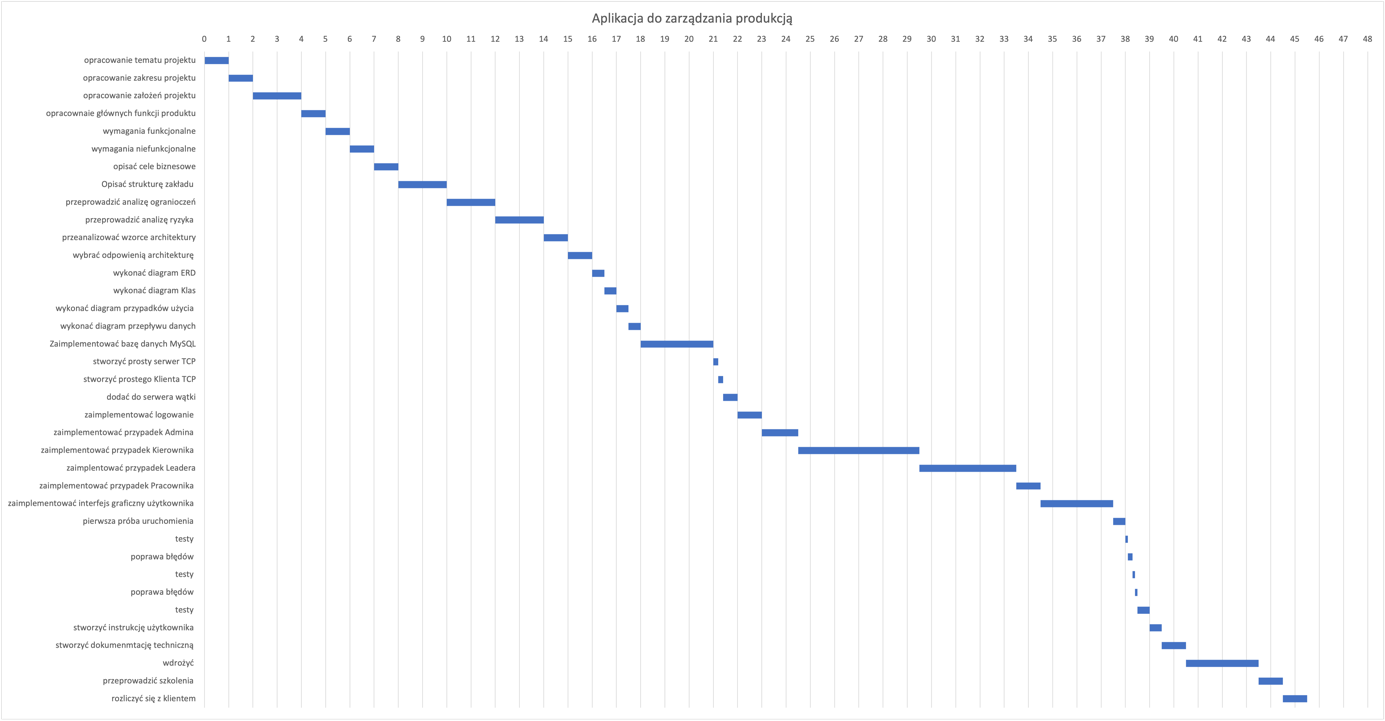 Aplikacja do zarządzania produkcją
0 1 2 3 4 5 6 7 8 9 10 11 12 13 14 15 16 17 18 19 20 21 22 23 24 25 26 27 28 29 30 31 32 33 34 35 36 37 38 39 40 41 42 43 44 45 46 47 48
opracowanie tematu projektu
opracowanie zakresu projektu
opracowanie założeń projektu
opracownaie głównych funkcji produktu
wymagania funkcjonalne
wymagania niefunkcjonalne
opisać cele biznesowe
Opisać strukturę zakładu
przeprowadzić analizę ogranioczeń
przeprowadzić analizę ryzyka
przeanalizować wzorce architektury
wybrać odpowienią architekturę
wykonać diagram ERD
wykonać diagram Klas
wykonać diagram przypadków użycia
wykonać diagram przepływu danych
Zaimplementować bazę danych MySQL
stworzyć prosty serwer TCP
stworzyć prostego Klienta TCP
dodać do serwera wątki
zaimplementować logowanie
zaimplementować przypadek Admina
zaimplementować przypadek Kierownika
zaimplentować przypadek Leadera
zaimplementować przypadek Pracownika
zaimplementować interfejs graficzny użytkownika
pierwsza próba uruchomienia
testy
poprawa błędów
testy
poprawa błędów
testy
stworzyć instrukcję użytkownika
stworzyć dokumenmtację techniczną
wdrożyć
przeprowadzić szkolenia
rozliczyć się z klientem